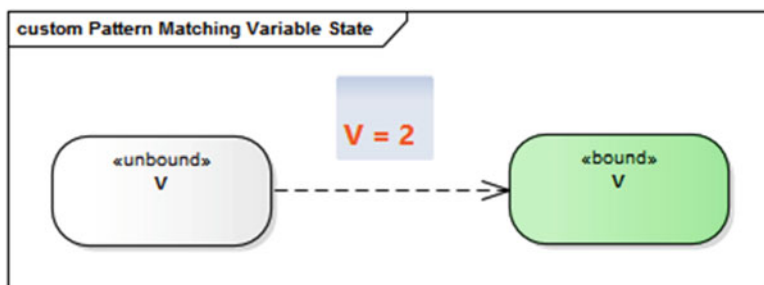 custom Pattern Matching Variable State
V = 2
«unbound»
V
«bound»
V